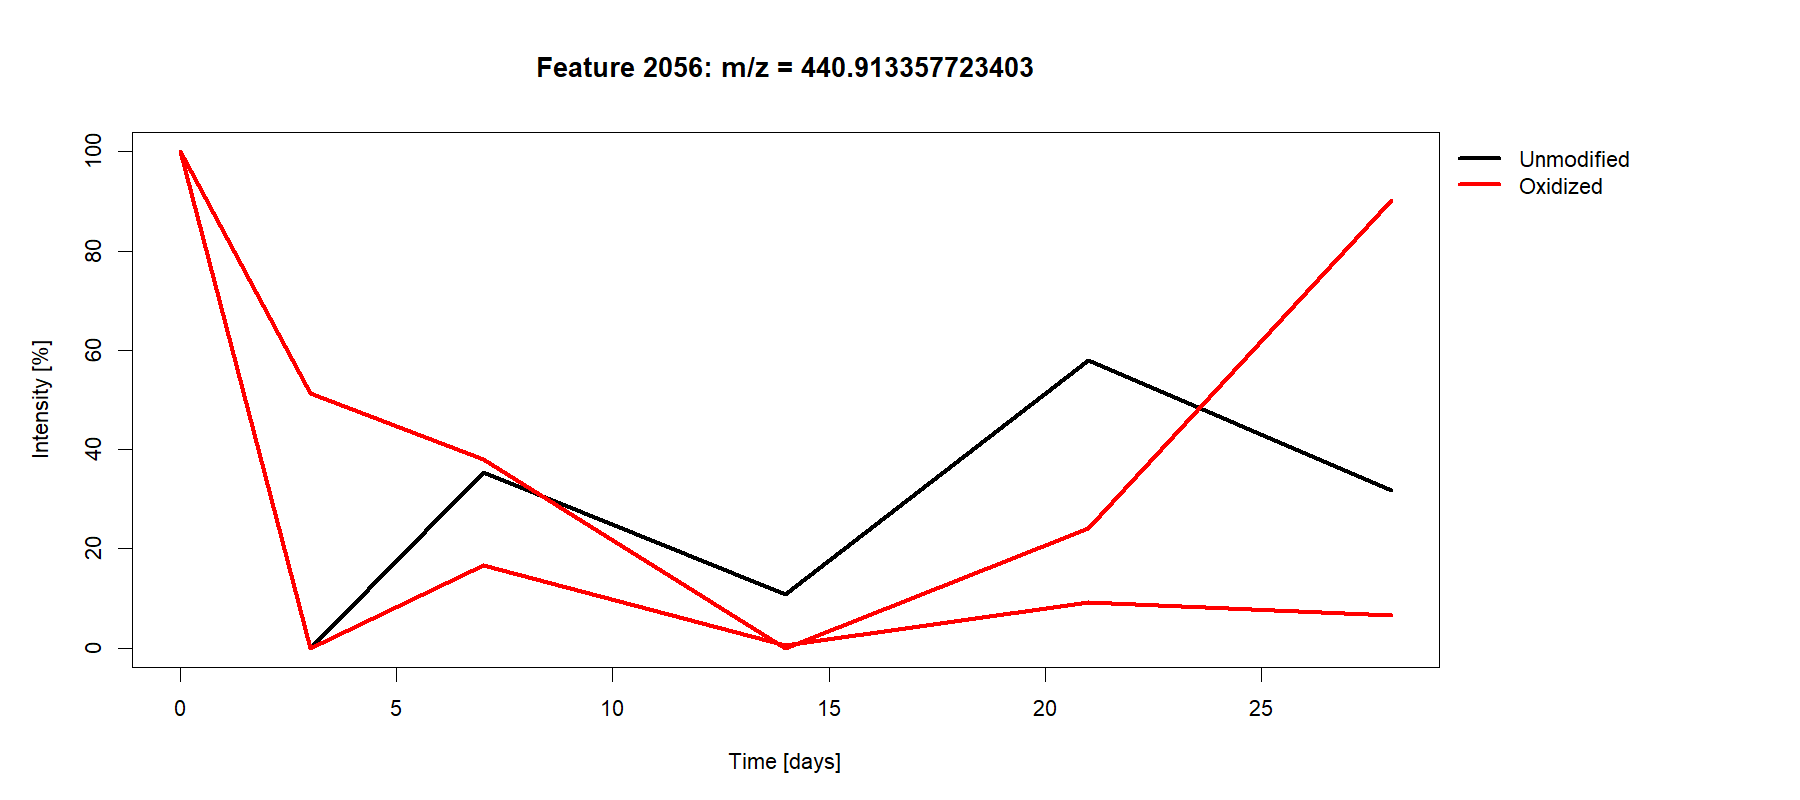 Feature 2056: m/z = 440.913357723403
Unmodified
Oxidized
Intensity [%]
100
80
60
40
20
0
0 5 10 15 20 25
Time [days]